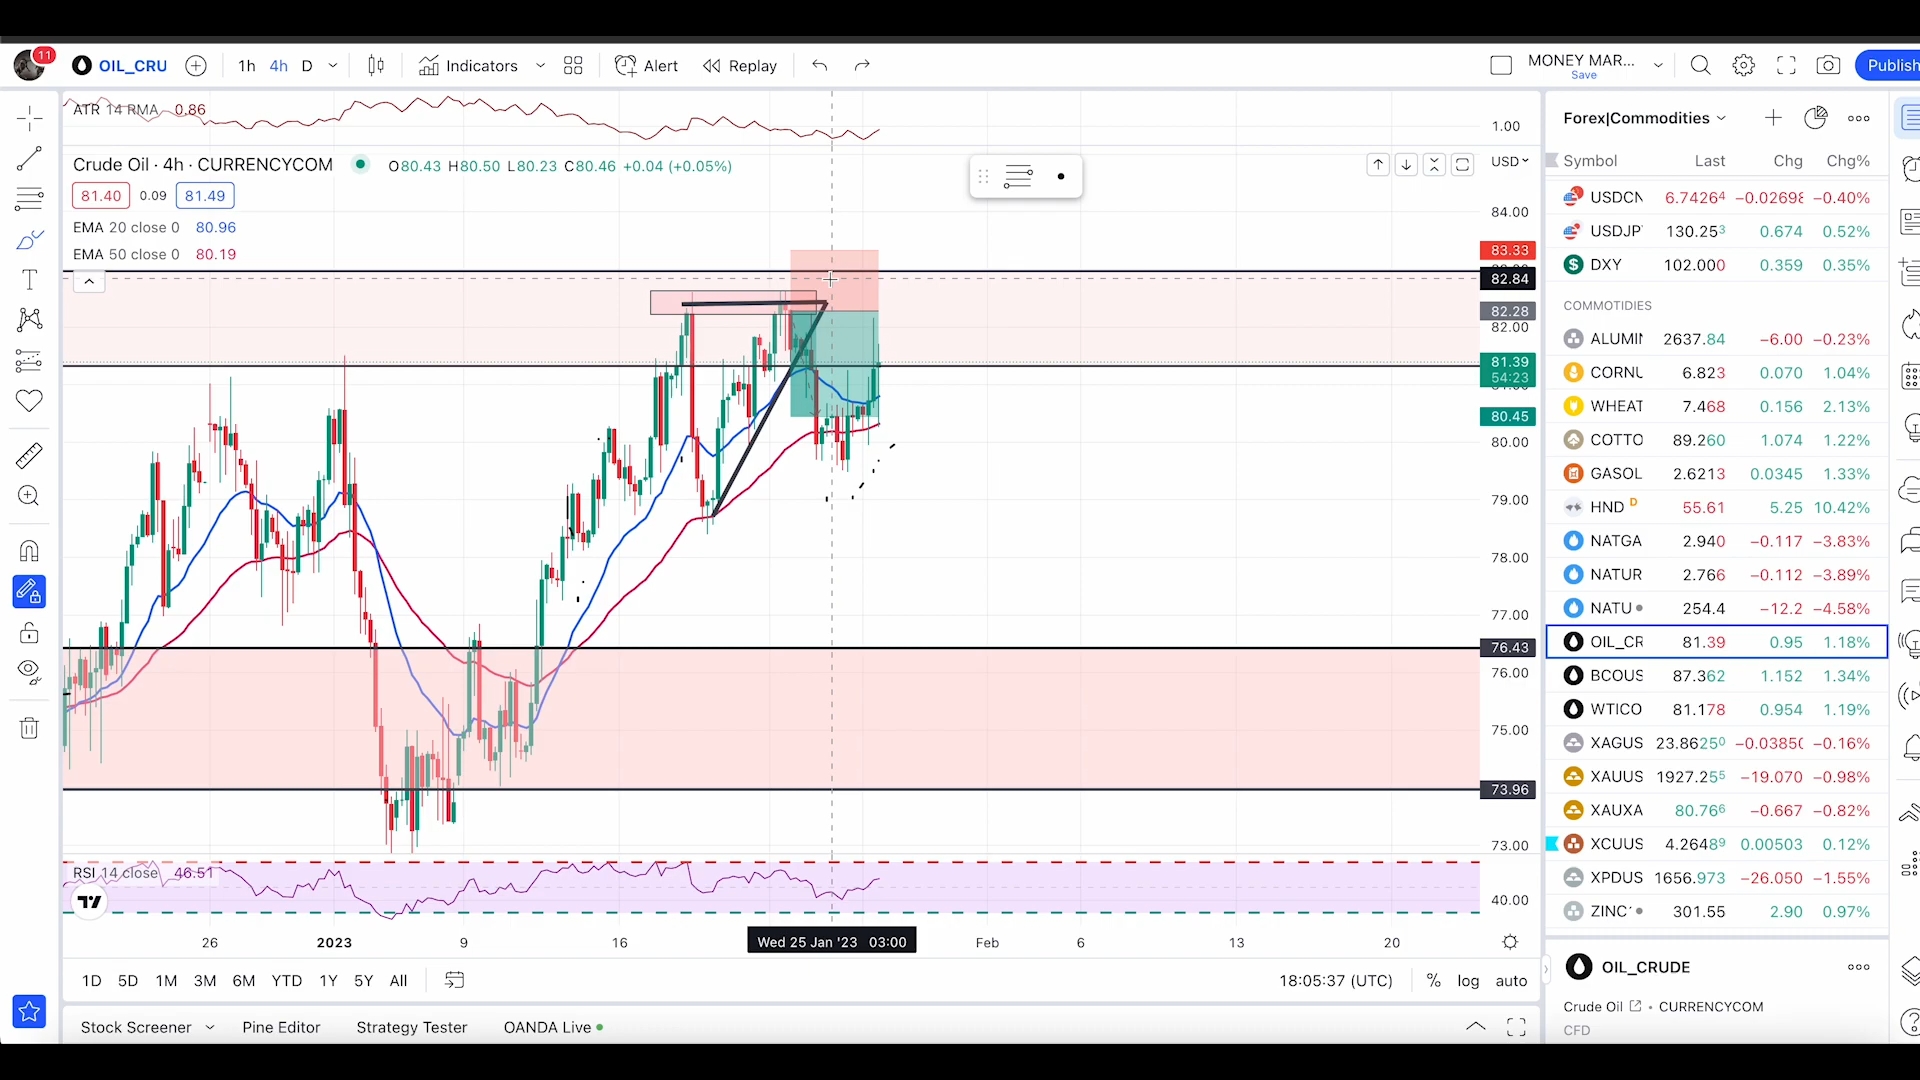 11
OIL_CRU
1h 4h D
Indicators
Alert
Replay
MONEY MAR...
Save
Publish
ATR 14 RMA 0.86
Crude Oil · 4h · CURRENCYCOM
O80.43 H80.50 L80.23 C80.46 +0.04 (+0.05%)
81.40 0.09 81.49
EMA 20 close 0 80.96
EMA 50 close 0 80.19
1.00
USD
84.00
83.33
82.84
82.28
82.00
81.39
54:23
80.45
80.00
79.00
78.00
77.00
76.43
76.00
75.00
73.96
73.00
RSI 14 close 46.51
40.00
26 2023 9 16 Wed 25 Jan '23 03:00 Feb 6 13 20
1D 5D 1M 3M 6M YTD 1Y 5Y All
18:05:37 (UTC) % log auto
Stock Screener Pine Editor Strategy Tester OANDA Live
Forex|Commodities
Symbol Last Chg Chg%
USDCN 6.74264 −0.02698 −0.40%
USDJP 130.253 0.674 0.52%
DXY 102.000 0.359 0.35%
COMMODITIES
ALUMIN 2637.84 −6.00 −0.23%
CORNU 6.823 0.070 1.04%
WHEAT 7.468 0.156 2.13%
COTTO 89.260 1.074 1.22%
GASOL 2.6213 0.0345 1.33%
HND D 55.61 5.25 10.42%
NATGA 2.940 −0.117 −3.83%
NATUR 2.766 −0.112 −3.89%
NATU 254.4 −12.2 −4.58%
OIL_CR 81.39 0.95 1.18%
BCOUS 87.362 1.152 1.34%
WTICO 81.178 0.954 1.19%
XAGUS 23.86250 −0.03850 −0.16%
XAUUS 1927.255 −19.070 −0.98%
XAUXA 80.766 −0.667 −0.82%
XCUUS 4.26489 0.00503 0.12%
XPDUS 1656.973 −26.050 −1.55%
ZINC 301.55 2.90 0.97%
OIL_CRUDE
Crude Oil • CURRENCYCOM
CFD